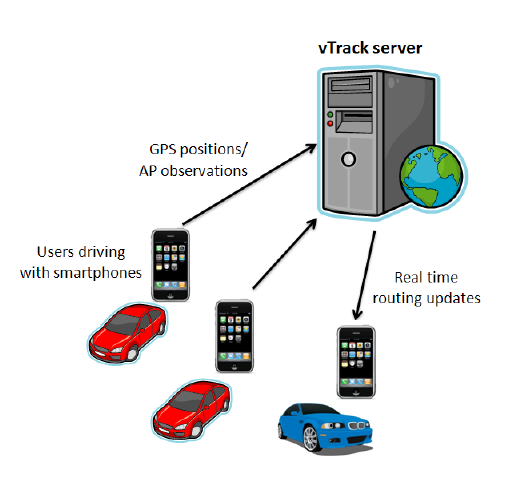 vTrack server
GPS positions/
AP observations
Users driving
with smartphones
Real time
routing updates